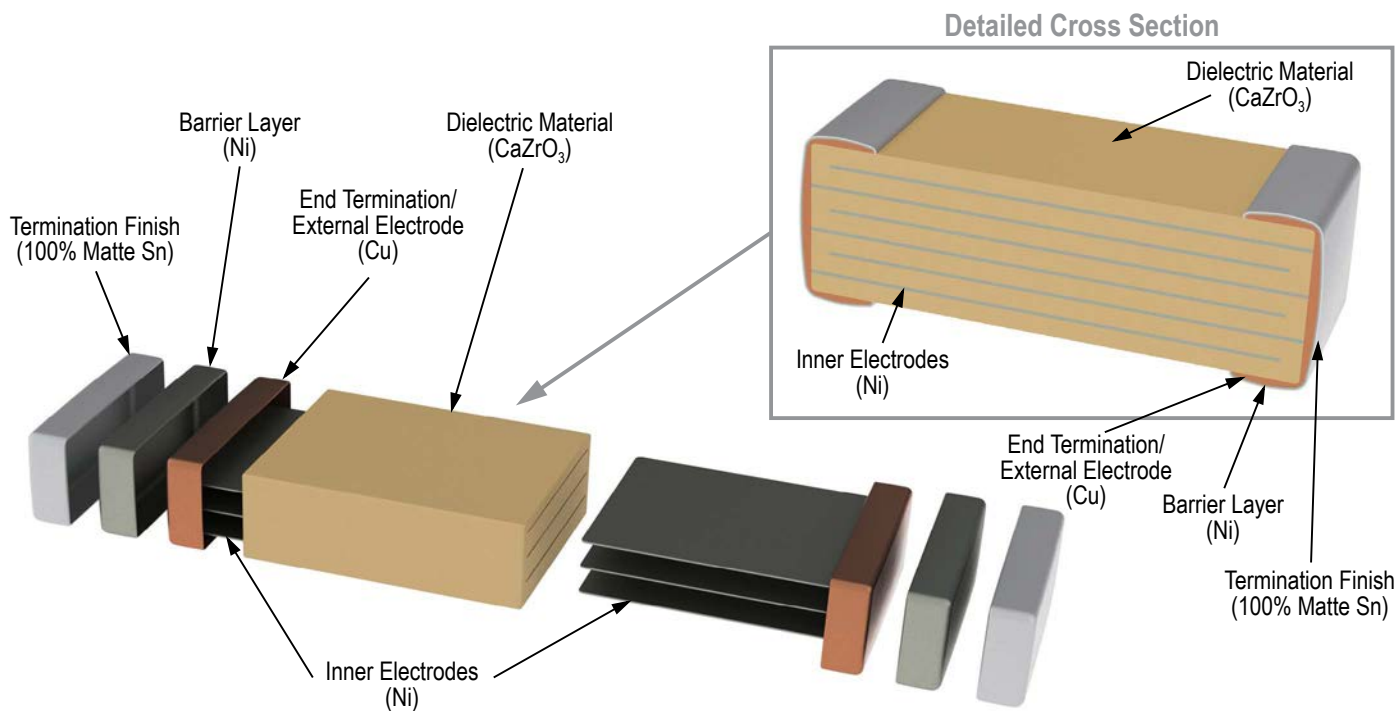 Detailed Cross Section
Dielectric Material
(CaZrO₃)
Barrier Layer
(Ni)
Dielectric Material
(CaZrO₃)
End Termination/
External Electrode
(Cu)
Termination Finish
(100% Matte Sn)
Inner Electrodes
(Ni)
End Termination/
External Electrode
(Cu)
Barrier Layer
(Ni)
Termination Finish
(100% Matte Sn)
Inner Electrodes
(Ni)